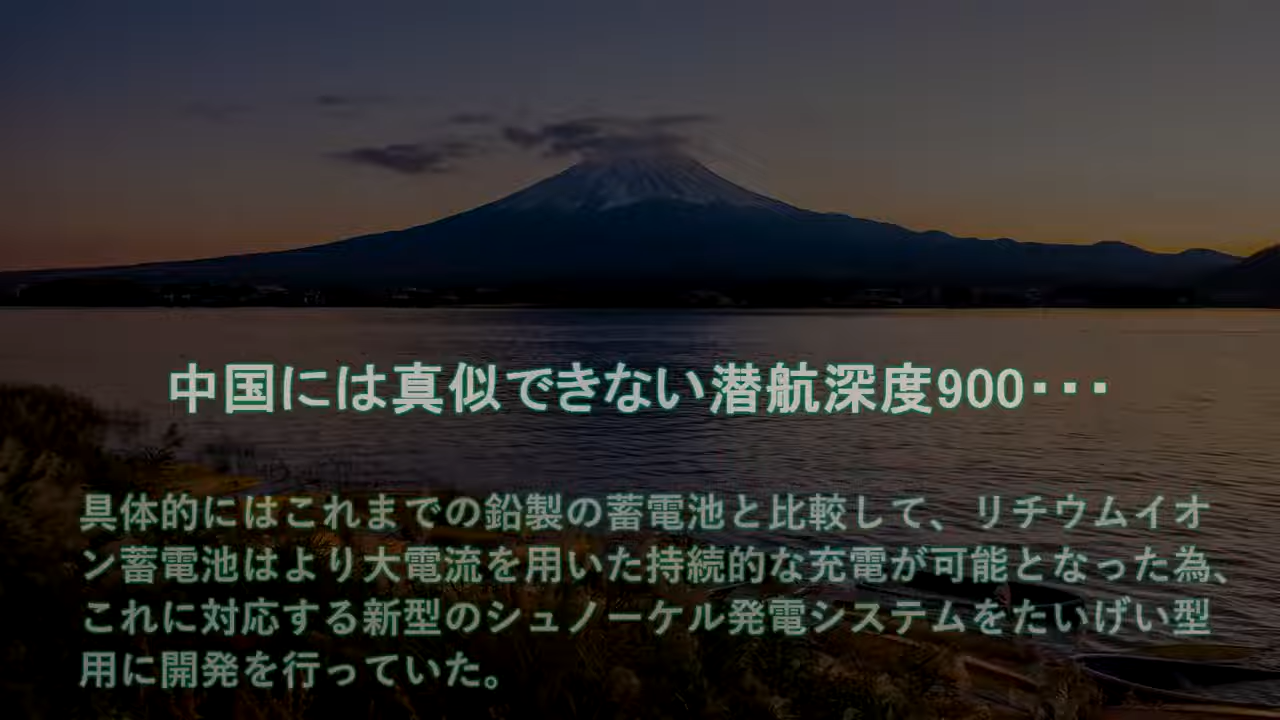 中国には真似できない潜航深度900･･･
具体的にはこれまでの鉛製の蓄電池と比較して、リチウムイオ
ン蓄電池はより大電流を用いた持続的な充電が可能となった為、
これに対応する新型のシュノーケル発電システムをたいげい型
用に開発を行っていた。